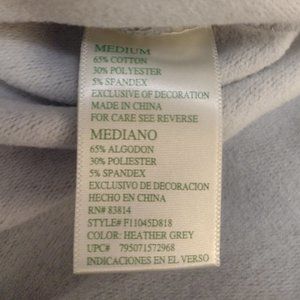 MEDIUM
65% COTTON
30% POLYESTER
5% SPANDEX
EXCLUSIVE OF DECORATION
MADE IN CHINA
FOR CARE SEE REVERSE
MEDIANO
65% ALGODON
30% POLIESTER
5% SPANDEX
EXCLUSIVO DE DECORACION
HECHO EN CHINA
RN# 83814
STYLE# F11045D818
COLOR: HEATHER GREY
UPC# 795071572968
INDICACIONES EN EL VERSO